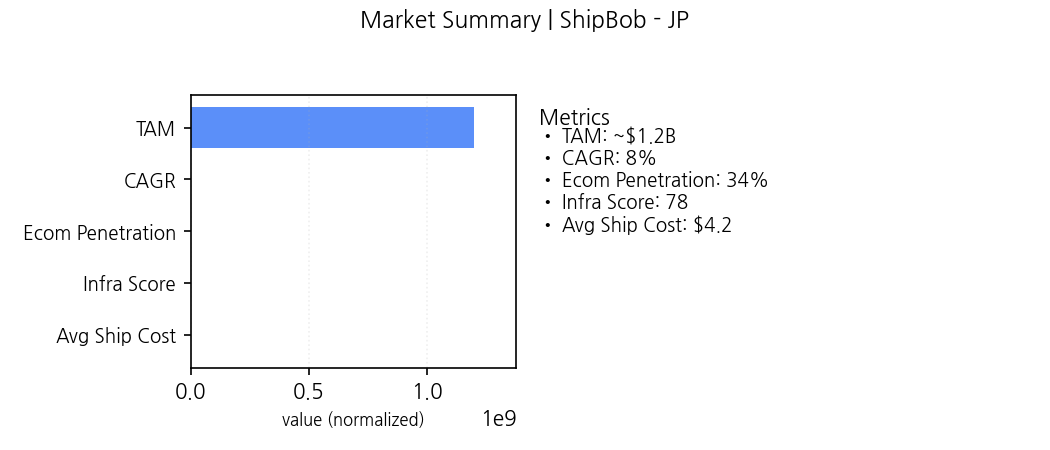 Market Summary | ShipBob - JP
TAM
CAGR
Ecom Penetration
Infra Score
Avg Ship Cost
0.0
0.5
1.0
value (normalized)
1e9
Metrics
• TAM: ~$1.2B
• CAGR: 8%
• Ecom Penetration: 34%
• Infra Score: 78
• Avg Ship Cost: $4.2